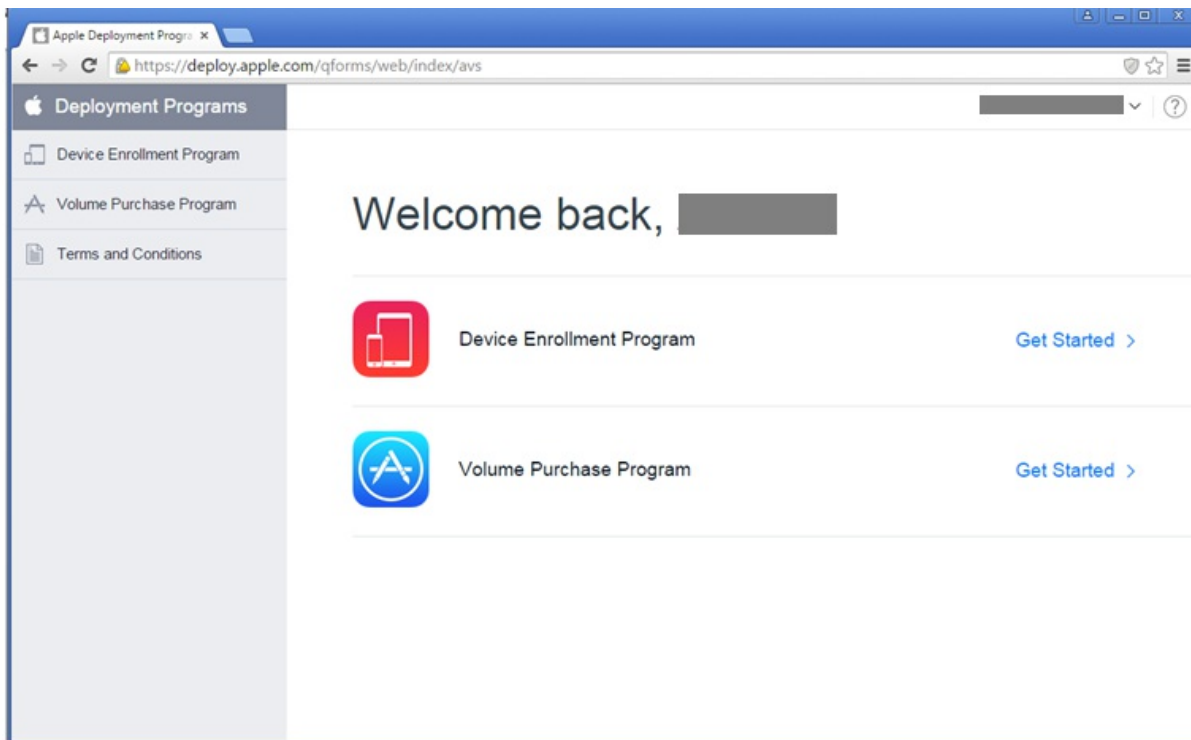 Apple Deployment Progra
https://deploy.apple.com/qforms/web/index/avs
Deployment Programs
Device Enrollment Program
Volume Purchase Program
Terms and Conditions
Welcome back,
Device Enrollment Program Get Started
Volume Purchase Program Get Started